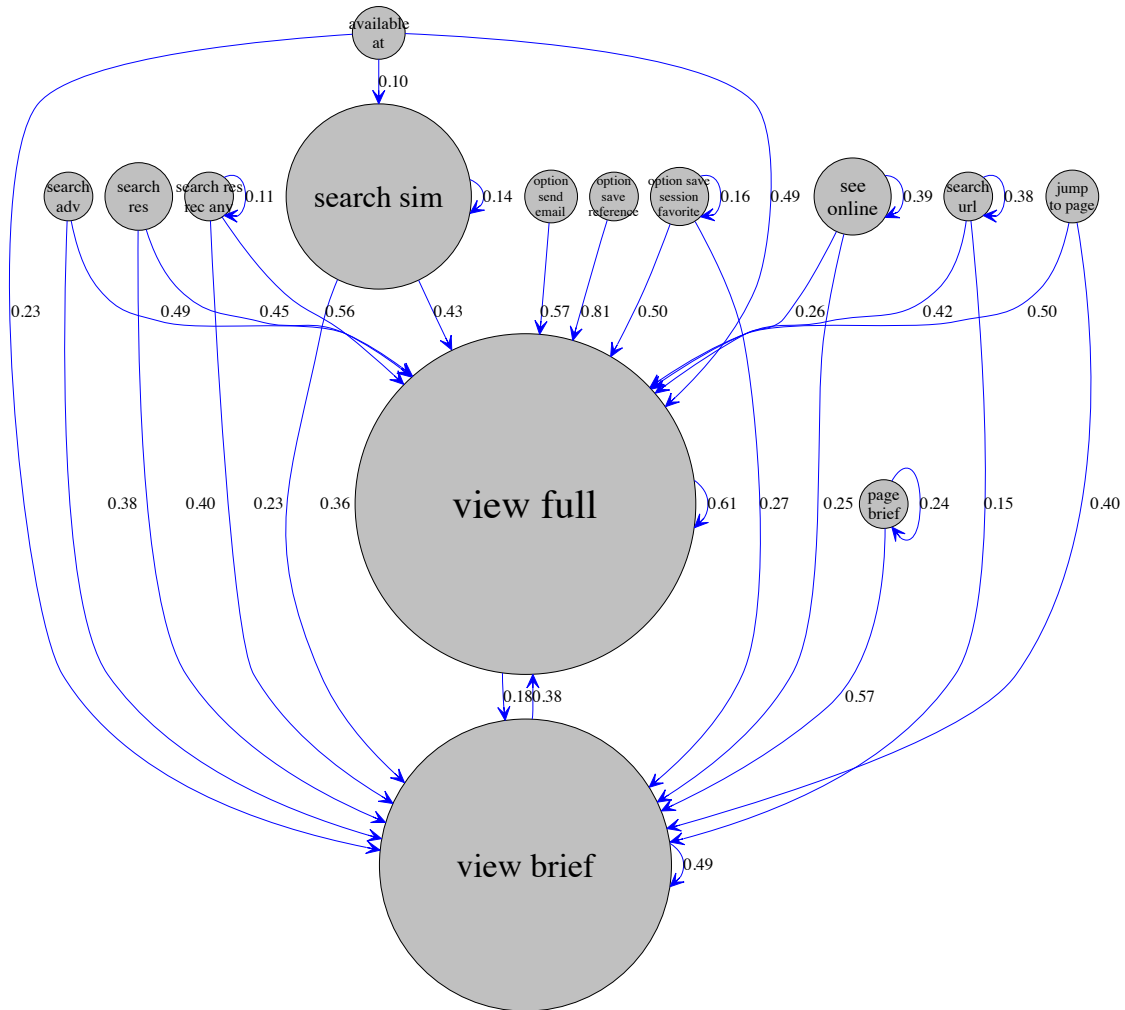 available
at
0.10
search
adv
search
res
search res
rec any
0.11
search sim
0.14
option
send
email
option
save
reference
option save
session
favorite
0.16
0.49
see
online
0.39
search
url
0.38
jump
to page
0.23
0.49
0.45
0.56
0.43
0.57
0.81
0.50
0.26
0.42
0.50
0.38
0.40
0.23
0.36
view full
0.61
0.27
0.25
page
brief
0.24
0.15
0.40
0.18
0.38
0.57
view brief
0.49